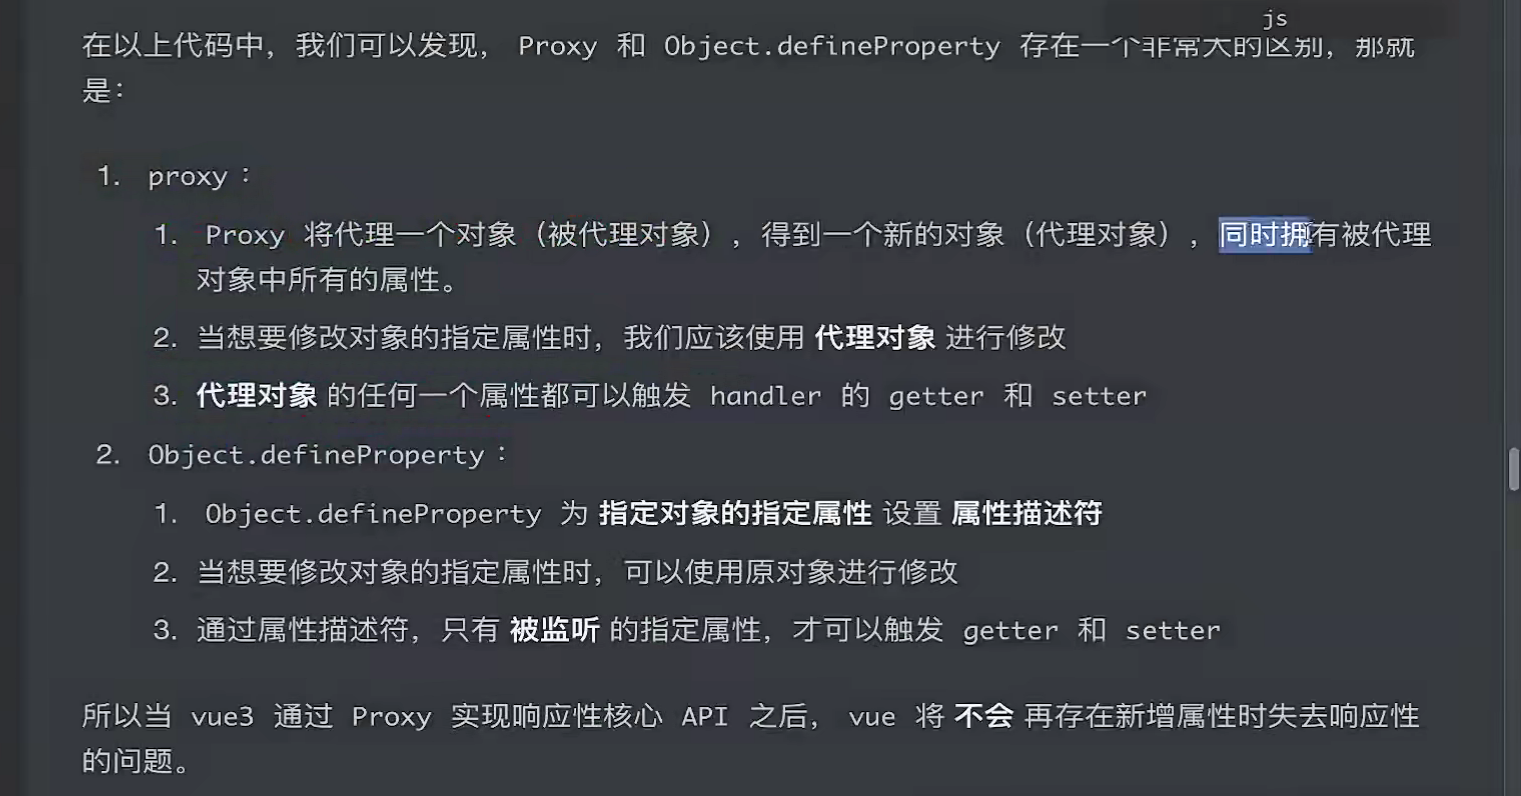 js
在以上代码中，我们可以发现， Proxy 和 Object.defineProperty 存在一个非常大的区别，那就
是：
1. proxy：
1. Proxy 将代理一个对象（被代理对象），得到一个新的对象（代理对象），同时拥有被代理
对象中所有的属性。
2. 当想要修改对象的指定属性时，我们应该使用 代理对象 进行修改
3. 代理对象 的任何一个属性都可以触发 handler 的 getter 和 setter
2. Object.defineProperty：
1. Object.defineProperty 为 指定对象的指定属性 设置 属性描述符
2. 当想要修改对象的指定属性时，可以使用原对象进行修改
3. 通过属性描述符，只有 被监听 的指定属性，才可以触发 getter 和 setter
所以当 vue3 通过 Proxy 实现响应性核心 API 之后， vue 将 不会 再存在新增属性时失去响应性
的问题。